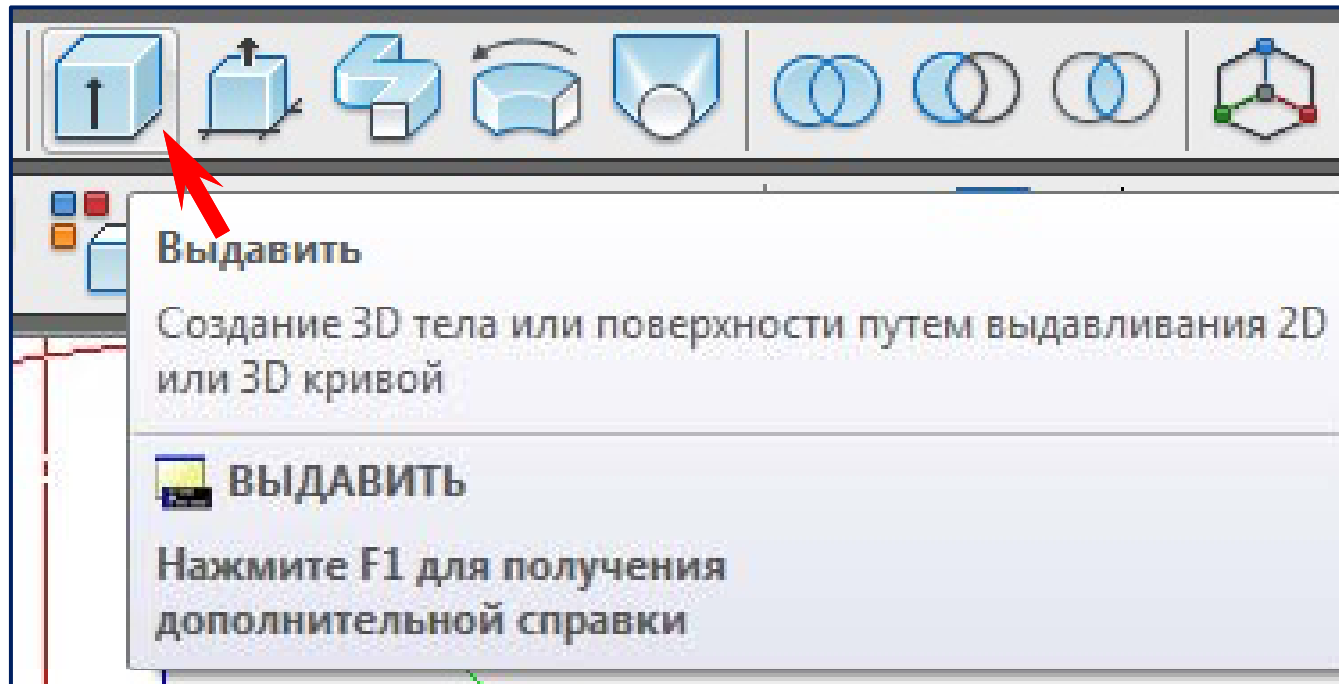 Выдавить
Создание 3D тела или поверхности путем выдавливания 2D
или 3D кривой
ВЫДАВИТЬ
Нажмите F1 для получения
дополнительной справки